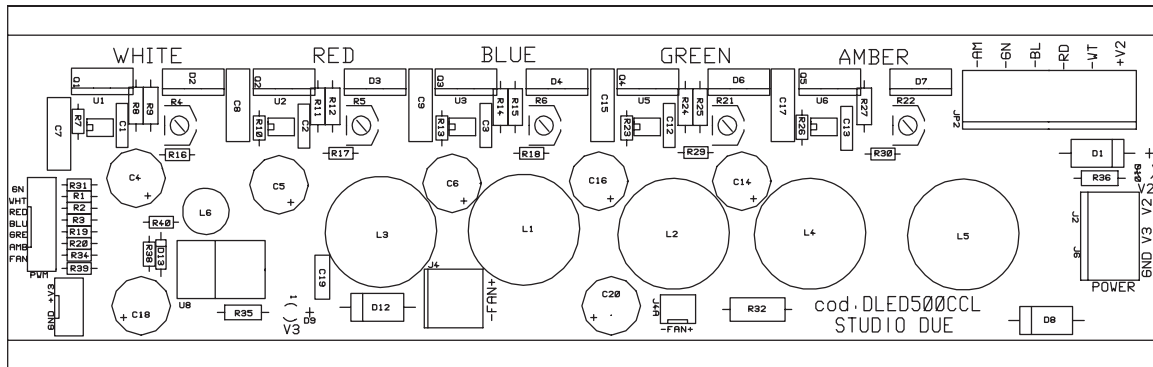 WHITE
RED
BLUE
GREEN
AMBER
-AM
-GN
-BL
-RD
-WT
+V2
Q1
D2
Q2
D3
Q3
D4
Q4
D6
Q5
D7
C7
R7
U1
C1
R8
R9
R4
R16
C8
R10
U2
C2
R11
R12
R5
R17
C9
R13
U3
C3
R14
R15
R6
R18
C15
R23
U5
C12
R24
R25
R21
R29
C17
R26
U6
C13
R27
R22
R30
JP2
D1
R36
D10
+
V2
C4
+
C5
+
C6
+
C16
+
C14
+
GN
WHT
RED
BLU
GRE
AMB
FAN
PWM
R31
R1
R2
R3
R19
R20
R34
R39
L6
R40
R38
D13
L3
L1
L2
L4
L5
J2
J6
GND V3 V2
POWER
GND +V3
C18
+
U8
R35
C19
1
+
D9
V3
D12
J4
-FAN+
C20
+
J4A
-FAN+
R32
cod.DLED500CCL
STUDIO DUE
D8